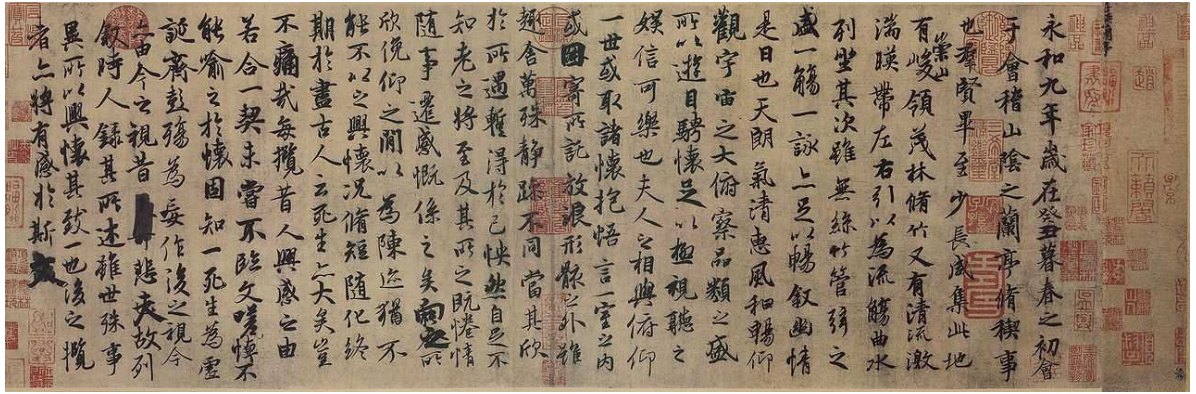 永和九年歲在癸丑暮春之初會
于會稽山陰之蘭亭脩稧事
也羣賢畢至少長咸集此地
有崇山峻領茂林脩竹又有清流激
湍暎帶左右引以為流觴曲水
列坐其次雖無絲竹管弦之
盛一觴一詠亦足以暢叙幽情
是日也天朗氣清惠風和暢仰
觀宇宙之大俯察品類之盛
所以遊目騁懷足以極視聽之
娛信可樂也夫人之相與俯仰
一世或取諸懷抱悟言一室之內
或因寄所託放浪形骸之外雖
趣舍萬殊靜躁不同當其欣
於所遇暫得於己怏然自足不
知老之將至及其所之既惓情
隨事遷感慨係之矣向之所
欣俛仰之間以為陳迹猶不
能不以之興懷況脩短隨化終
期於盡古人云死生亦大矣豈
不痛哉每攬昔人興感之由
若合一契未嘗不臨文嗟悼不
能喻之於懷固知一死生為虛
誕齊彭殤為妄作後之視今
亦由今之視昔悲夫故列
敘時人錄其所述雖世殊事
異所以興懷其致一也後之攬
者亦將有感於斯文